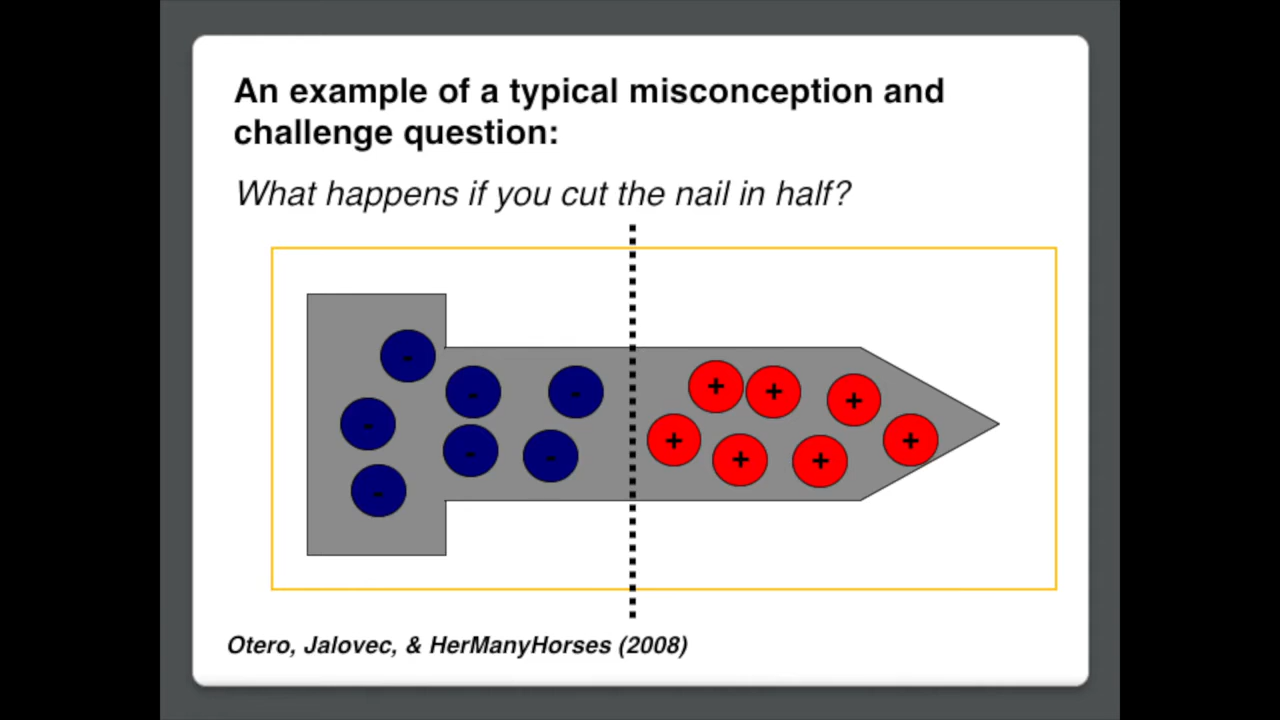 An example of a typical misconception and
challenge question:
What happens if you cut the nail in half?
- - - + + +
- - - - + + + +
Otero, Jalovec, & HerManyHorses (2008)